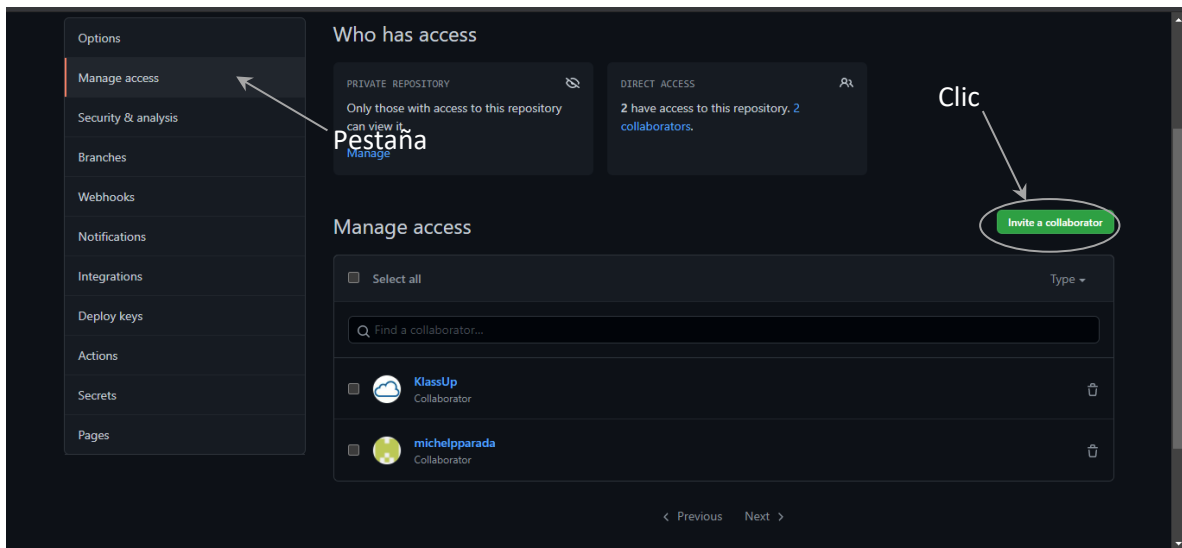 Options
Manage access
Security & analysis
Branches
Webhooks
Notifications
Integrations
Deploy keys
Actions
Secrets
Pages
Who has access
PRIVATE REPOSITORY
Only those with access to this repository
can view it.
Manage
Pestaña
DIRECT ACCESS
2 have access to this repository. 2
collaborators.
Clic
Manage access
Invite a collaborator
Select all
Type
Find a collaborator...
KlassUp
Collaborator
michelpparada
Collaborator
Previous Next